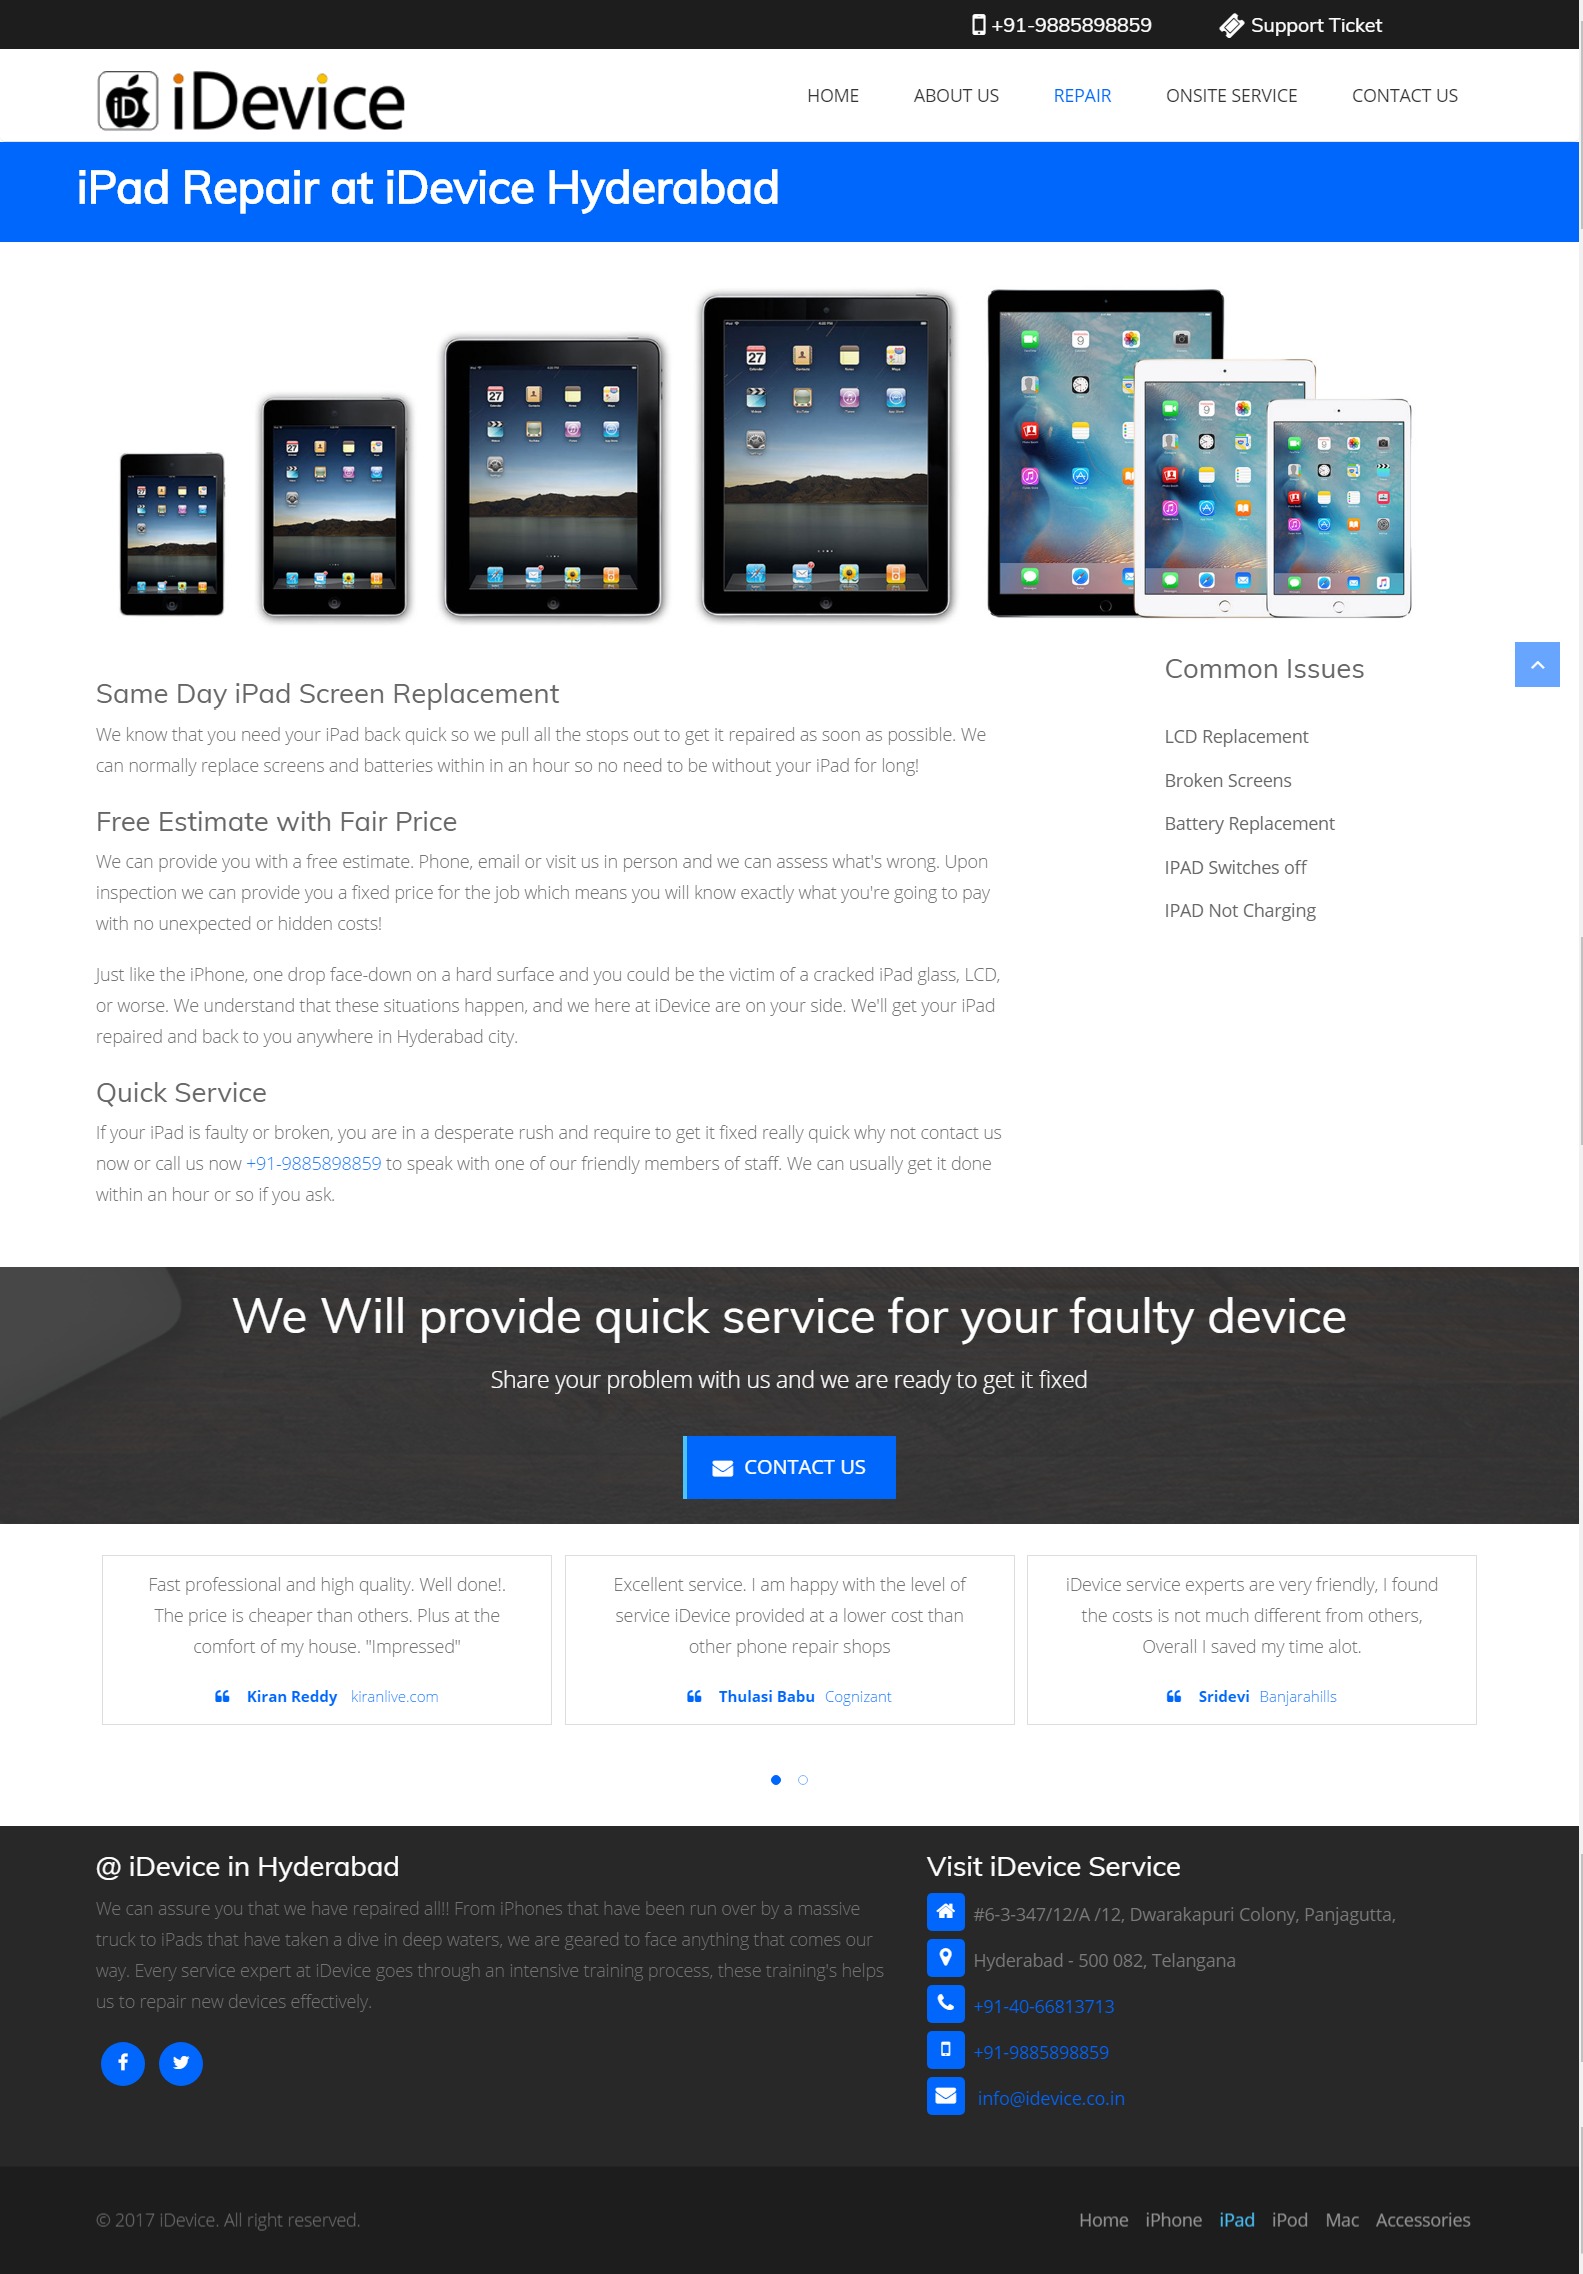 +91-9885898859 Support Ticket
iD iDevice
HOME ABOUT US REPAIR ONSITE SERVICE CONTACT US
iPad Repair at iDevice Hyderabad
Common Issues
Same Day iPad Screen Replacement
We know that you need your iPad back quick so we pull all the stops out to get it repaired as soon as possible. We
can normally replace screens and batteries within in an hour so no need to be without your iPad for long!
Free Estimate with Fair Price
We can provide you with a free estimate. Phone, email or visit us in person and we can assess what's wrong. Upon
inspection we can provide you a fixed price for the job which means you will know exactly what you're going to pay
with no unexpected or hidden costs!
Just like the iPhone, one drop face-down on a hard surface and you could be the victim of a cracked iPad glass, LCD,
or worse. We understand that these situations happen, and we here at iDevice are on your side. We'll get your iPad
repaired and back to you anywhere in Hyderabad city.
Quick Service
If your iPad is faulty or broken, you are in a desperate rush and require to get it fixed really quick why not contact us
now or call us now +91-9885898859 to speak with one of our friendly members of staff. We can usually get it done
within an hour or so if you ask.
LCD Replacement
Broken Screens
Battery Replacement
IPAD Switches off
IPAD Not Charging
We Will provide quick service for your faulty device
Share your problem with us and we are ready to get it fixed
CONTACT US
Fast professional and high quality. Well done!.
The price is cheaper than others. Plus at the
comfort of my house. "Impressed"
Kiran Reddy kiranlive.com
Excellent service. I am happy with the level of
service iDevice provided at a lower cost than
other phone repair shops
Thulasi Babu Cognizant
iDevice service experts are very friendly, I found
the costs is not much different from others,
Overall I saved my time alot.
Sridevi Banjarahills
@ iDevice in Hyderabad
We can assure you that we have repaired all!! From iPhones that have been run over by a massive
truck to iPads that have taken a dive in deep waters, we are geared to face anything that comes our
way. Every service expert at iDevice goes through an intensive training process, these training's helps
us to repair new devices effectively.
Visit iDevice Service
#6-3-347/12/A /12, Dwarakapuri Colony, Panjagutta,
Hyderabad - 500 082, Telangana
+91-40-66813713
+91-9885898859
info@idevice.co.in
© 2017 iDevice. All right reserved.
Home iPhone iPad iPod Mac Accessories